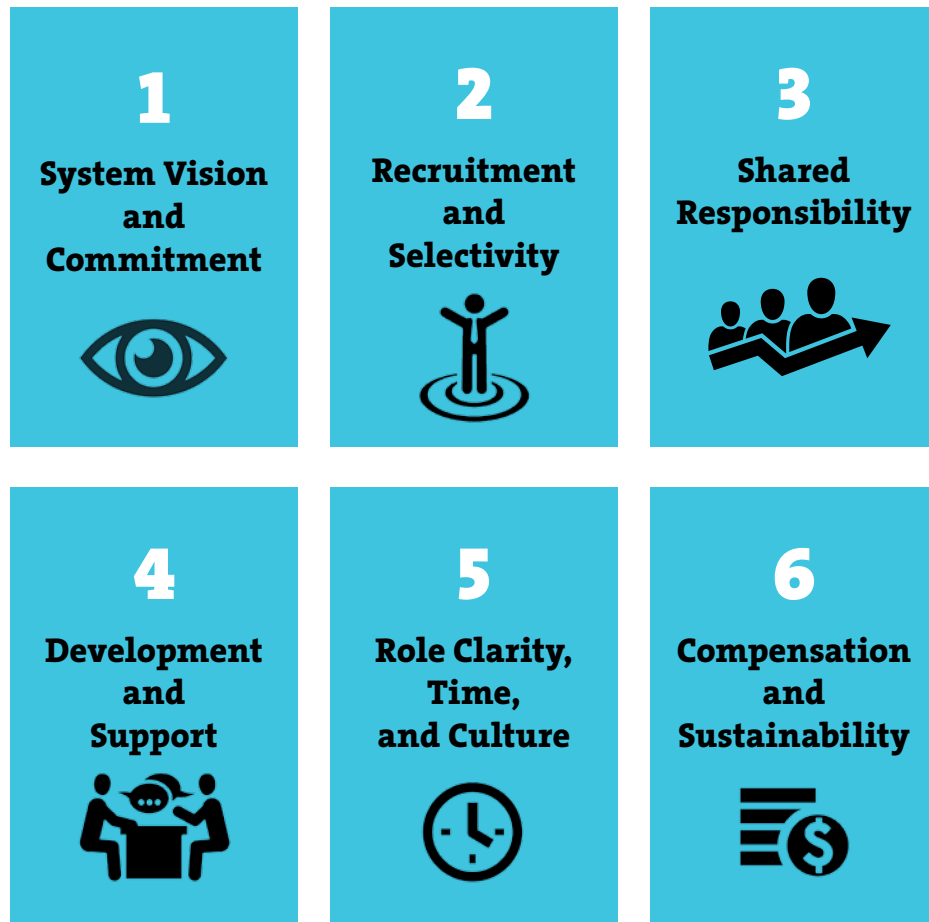 1
System Vision
and
Commitment
2
Recruitment
and
Selectivity
3
Shared
Responsibility
4
Development
and
Support
5
Role Clarity,
Time,
and Culture
6
Compensation
and
Sustainability
$